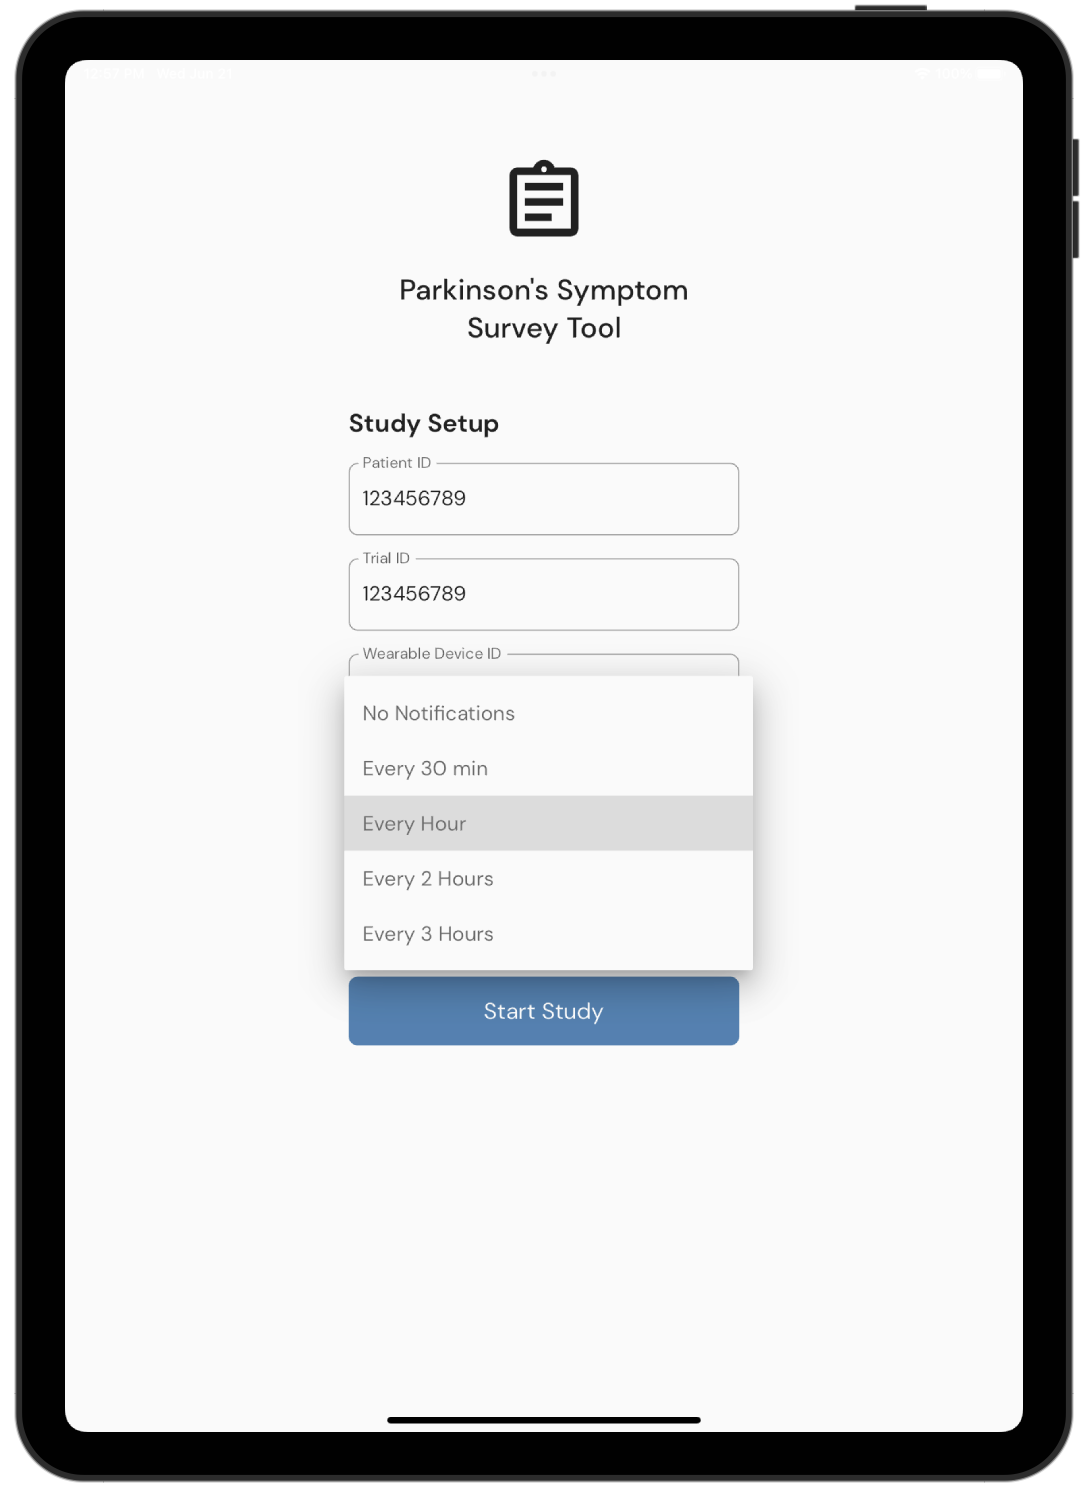 Parkinson's Symptom
Survey Tool
Study Setup
Patient ID
123456789
Trial ID
123456789
Wearable Device ID
No Notifications
Every 30 min
Every Hour
Every 2 Hours
Every 3 Hours
Start Study